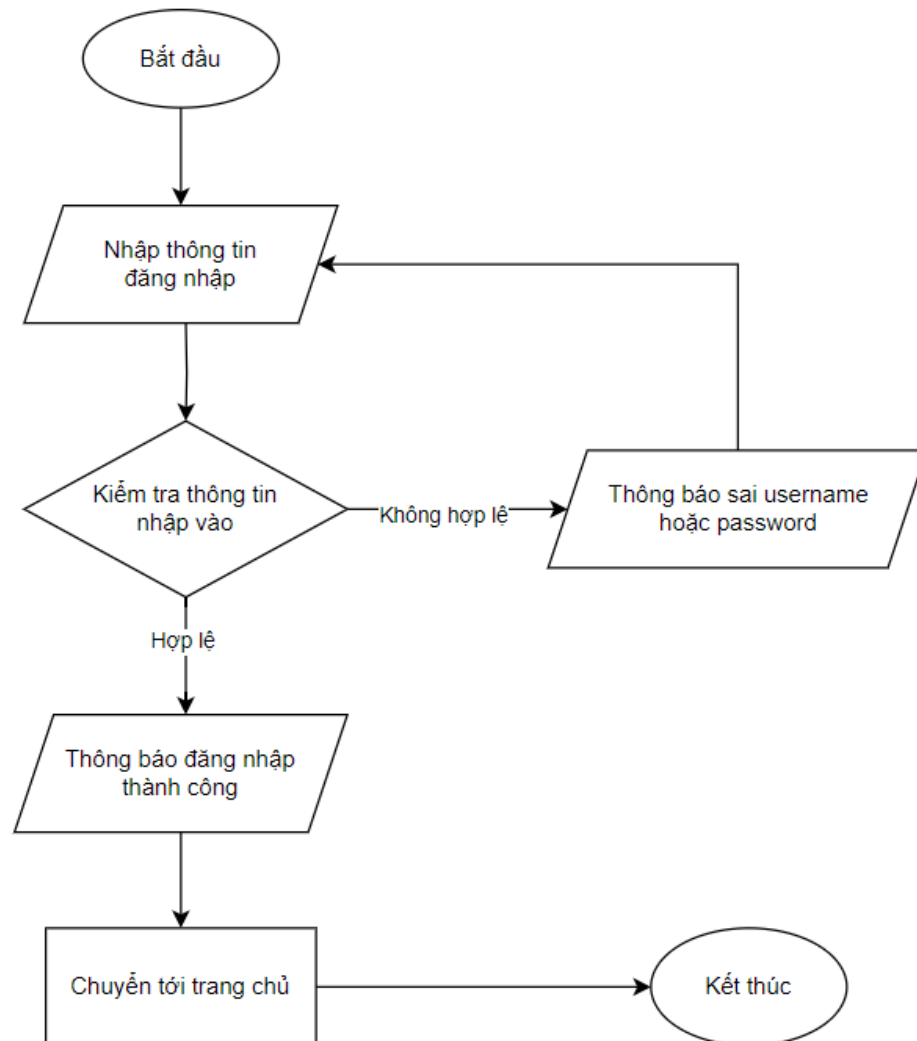 Bắt đầu
Nhập thông tin
đăng nhập
Kiểm tra thông tin
nhập vào
Không hợp lệ
Thông báo sai username
hoặc password
Hợp lệ
Thông báo đăng nhập
thành công
Chuyển tới trang chủ
Kết thúc